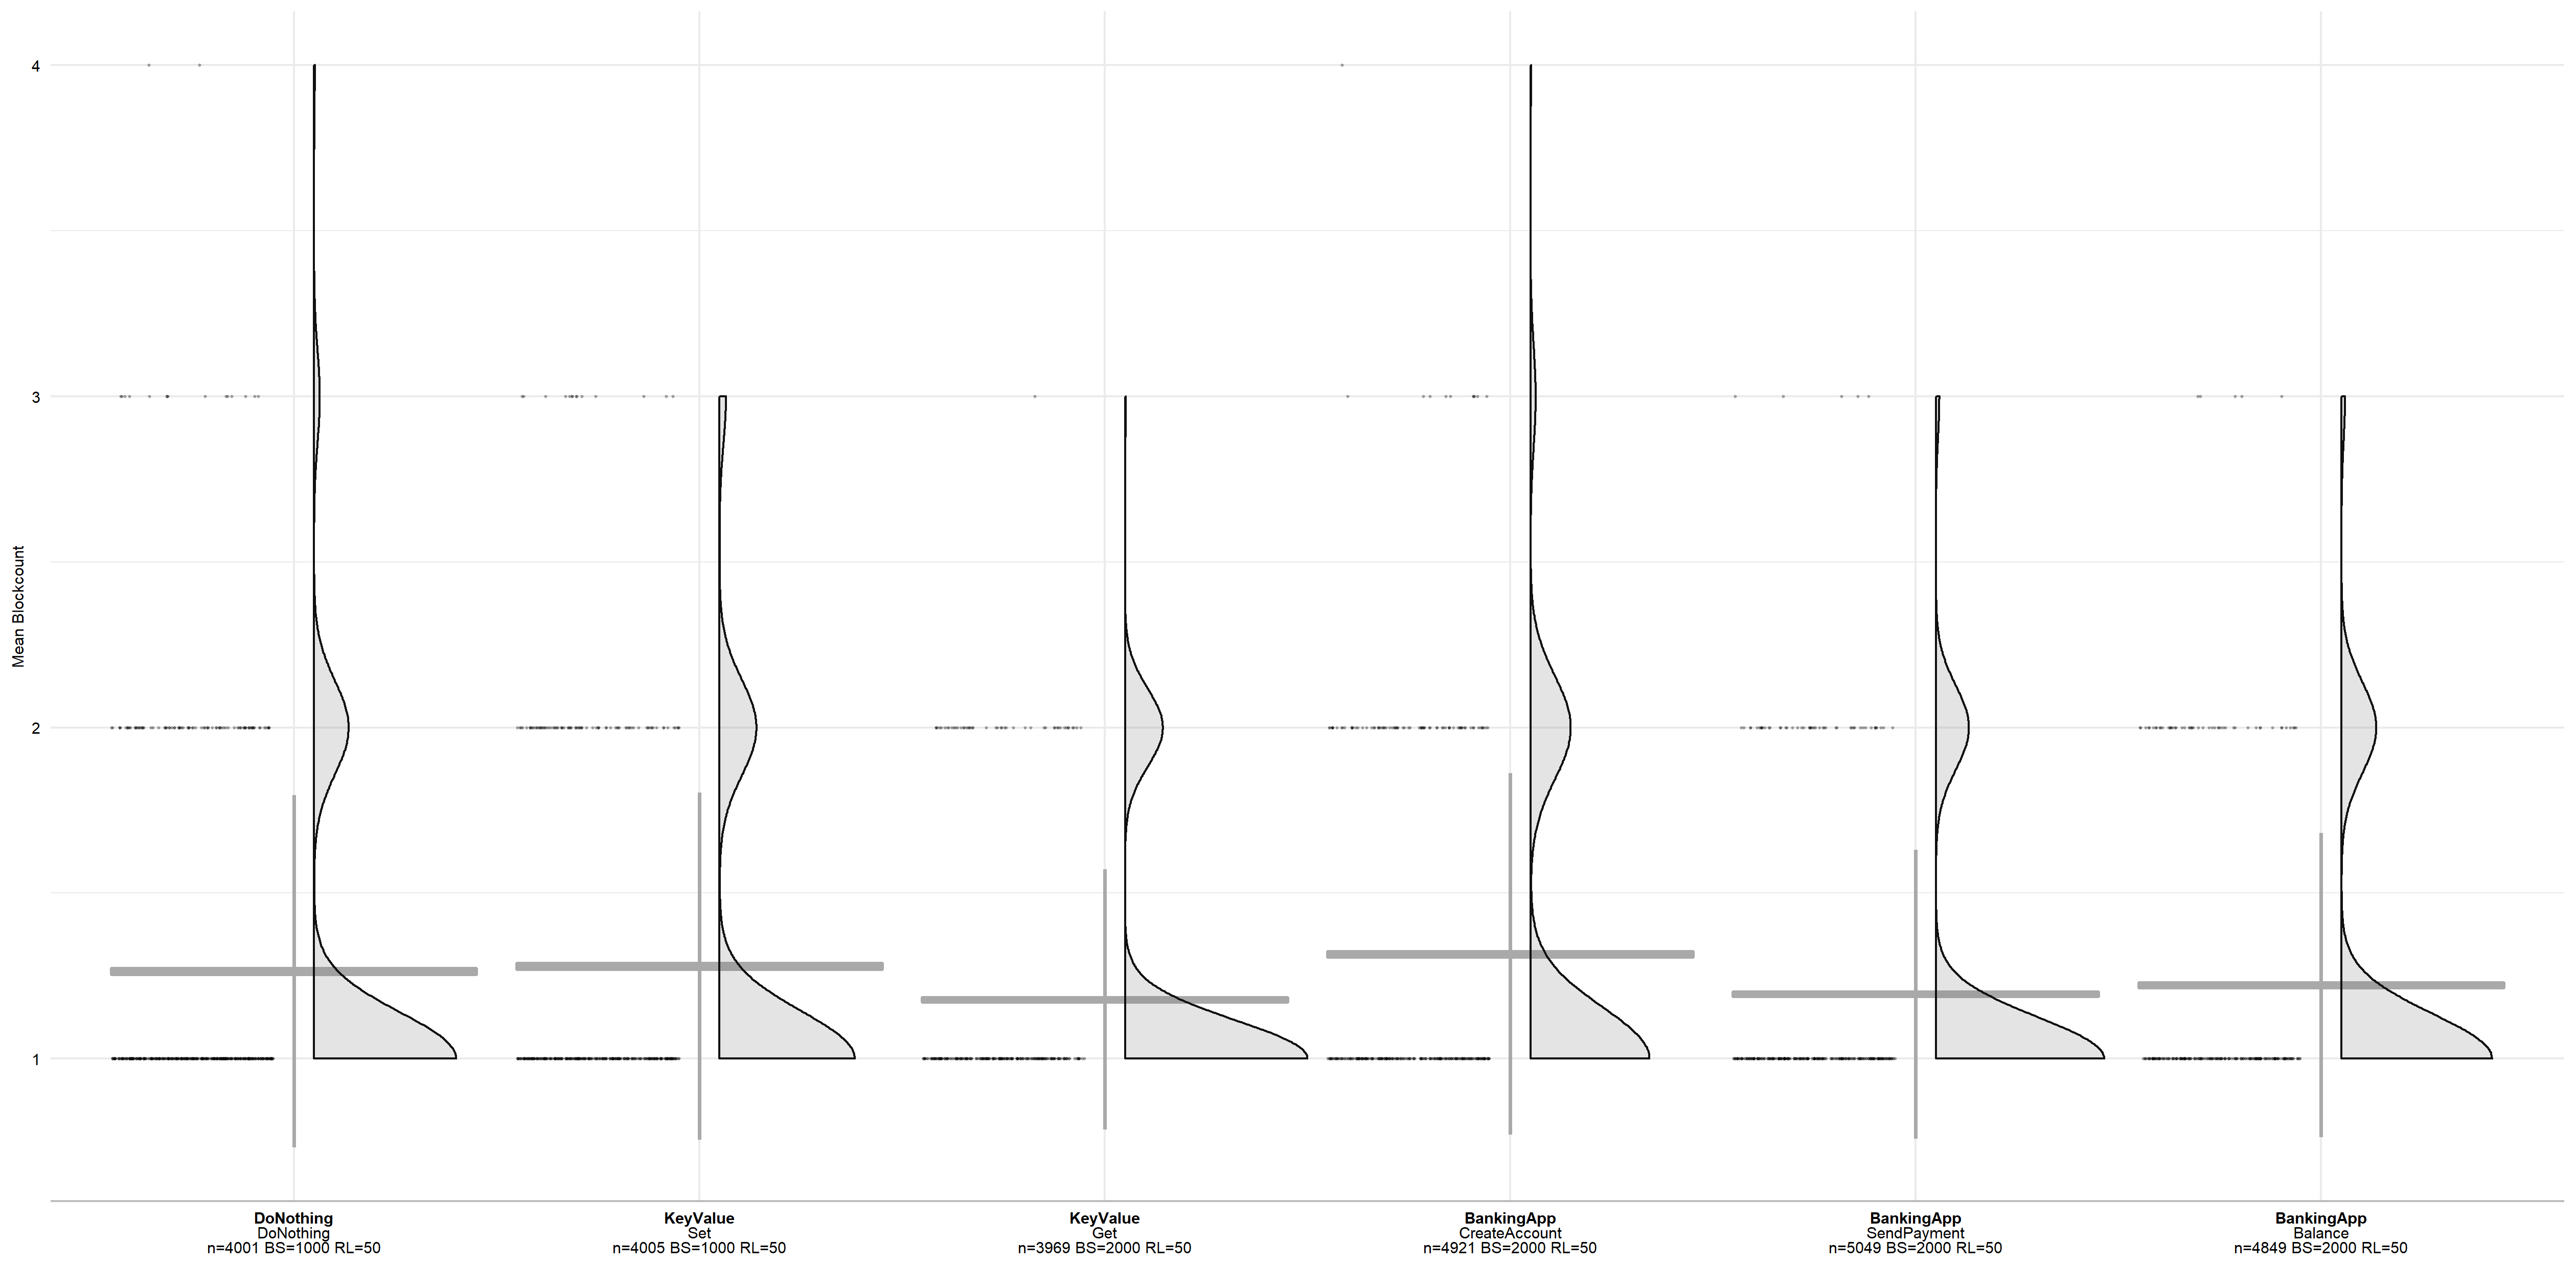 4
3
2
1
Mean Blockcount
DoNothing
DoNothing
n=4001 BS=1000 RL=50
KeyValue
Set
n=4005 BS=1000 RL=50
KeyValue
Get
n=3969 BS=2000 RL=50
BankingApp
CreateAccount
n=4921 BS=2000 RL=50
BankingApp
SendPayment
n=5049 BS=2000 RL=50
BankingApp
Balance
n=4849 BS=2000 RL=50